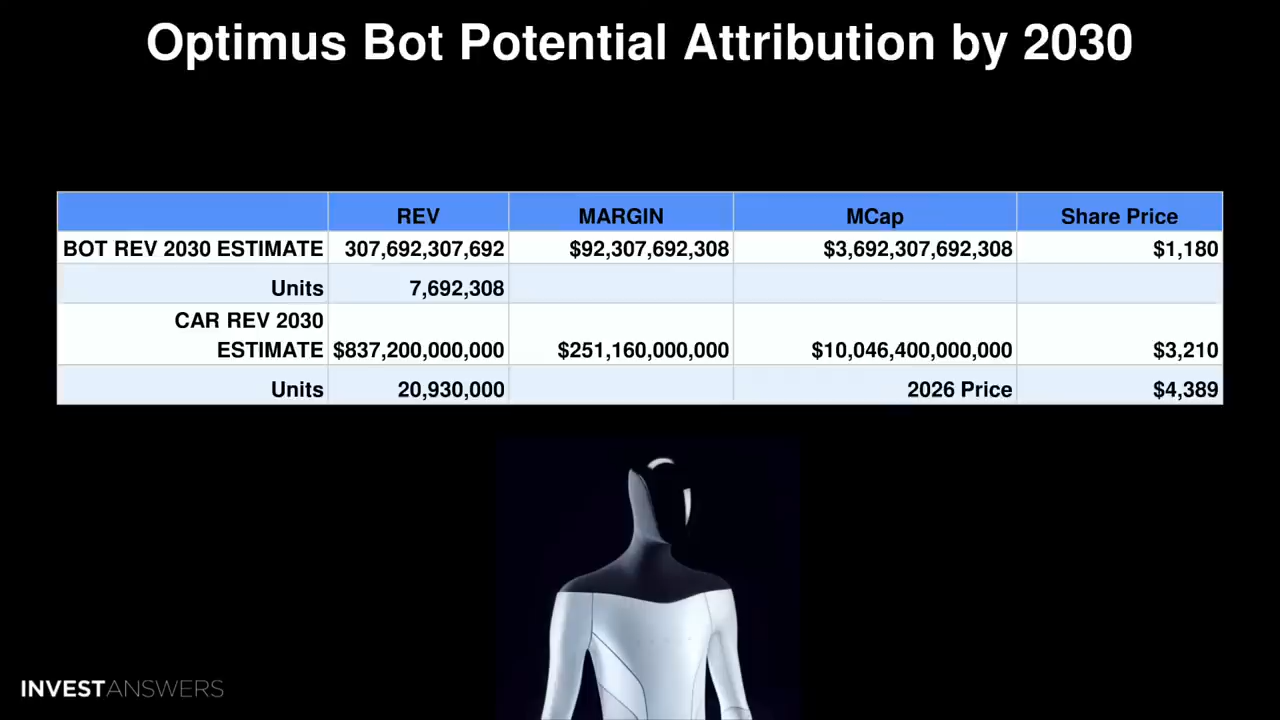 Optimus Bot Potential Attribution by 2030
REV MARGIN MCap Share Price
BOT REV 2030 ESTIMATE 307,692,307,692 $92,307,692,308 $3,692,307,692,308 $1,180
Units 7,692,308
CAR REV 2030
ESTIMATE $837,200,000,000 $251,160,000,000 $10,046,400,000,000 $3,210
Units 20,930,000 2026 Price $4,389
INVESTANSWERS